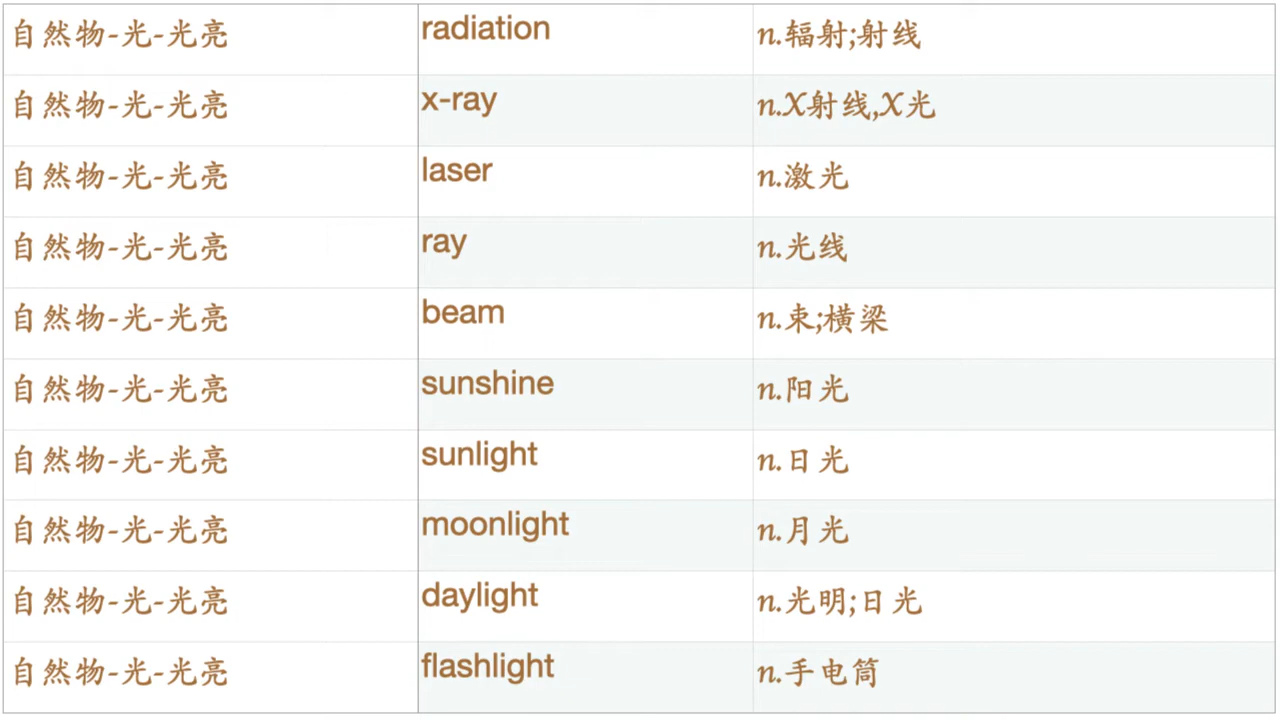 自然物-光-光亮 radiation n.辐射;射线
自然物-光-光亮 x-ray n.X射线,X光
自然物-光-光亮 laser n.激光
自然物-光-光亮 ray n.光线
自然物-光-光亮 beam n.束;横梁
自然物-光-光亮 sunshine n.阳光
自然物-光-光亮 sunlight n.日光
自然物-光-光亮 moonlight n.月光
自然物-光-光亮 daylight n.光明;日光
自然物-光-光亮 flashlight n.手电筒